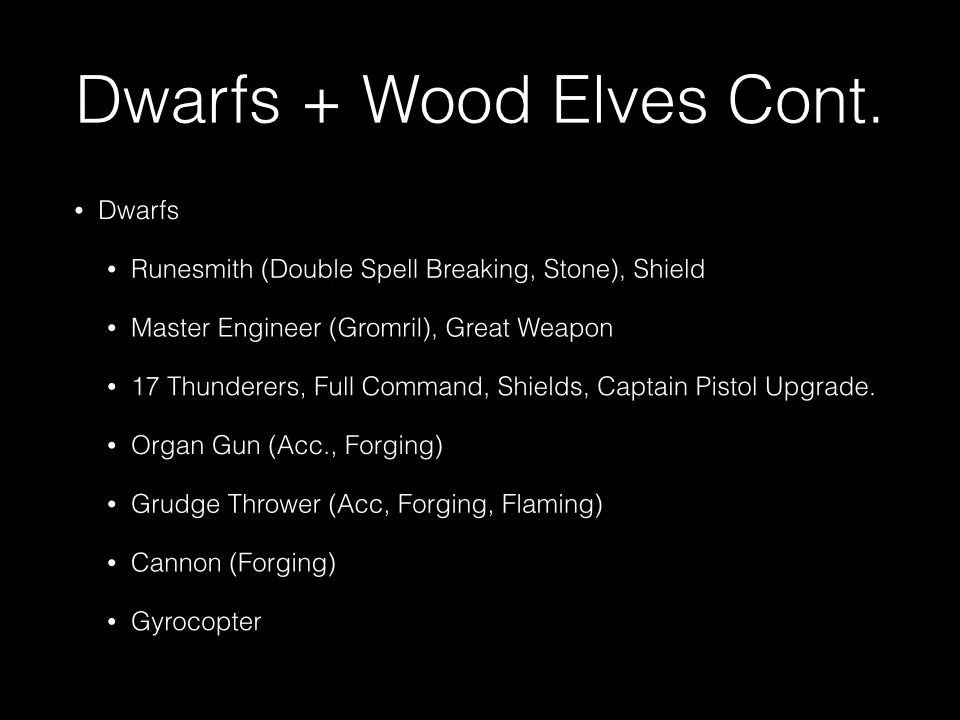 Dwarfs + Wood Elves Cont.
• Dwarfs
• Runesmith (Double Spell Breaking, Stone), Shield
• Master Engineer (Gromril), Great Weapon
• 17 Thunderers, Full Command, Shields, Captain Pistol Upgrade.
• Organ Gun (Acc., Forging)
• Grudge Thrower (Acc, Forging, Flaming)
• Cannon (Forging)
• Gyrocopter